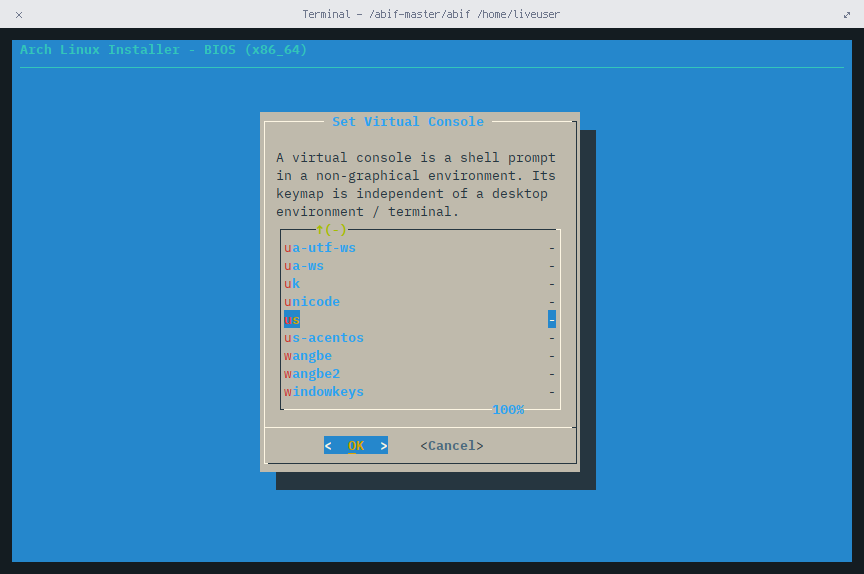 Terminal - /abif-master/abif /home/liveuser
Arch Linux Installer - BIOS (x86_64)
Set Virtual Console
A virtual console is a shell prompt
in a non-graphical environment. Its
keymap is independent of a desktop
environment / terminal.
↑(-)
ua-utf-ws -
ua-ws -
uk -
unicode -
us -
us-acentos -
wangbe -
wangbe2 -
windowkeys -
100%
< OK > <Cancel>